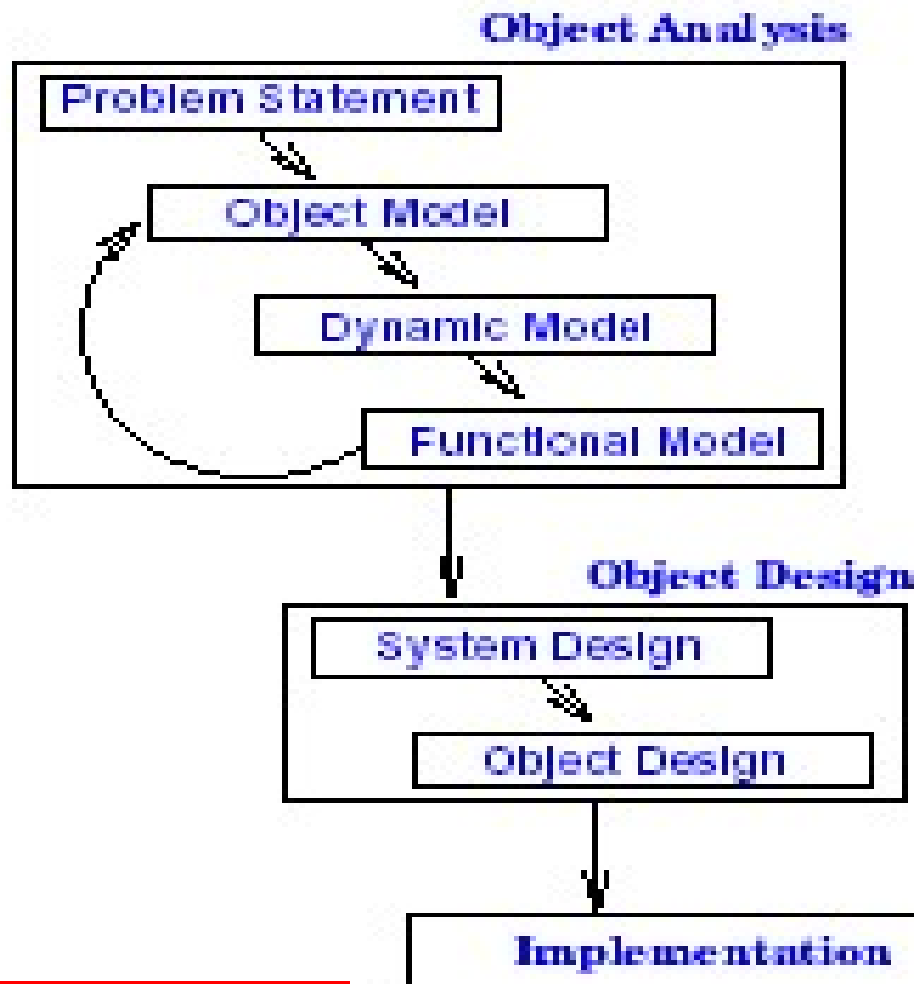 Object Analysis
Problem Statement
Object Model
Dynamic Model
Functional Model
Object Design
System Design
Object Design
Implementation